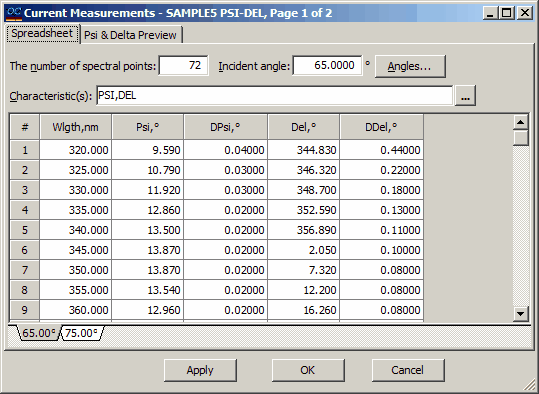 OC Current Measurements - SAMPLE5 PSI-DEL, Page 1 of 2
Spreadsheet Psi & Delta Preview
The number of spectral points: 72 Incident angle: 65.0000 ° Angles...
Characteristic(s): PSI,DEL ...
# Wlgth,nm Psi,° DPsi,° Del,° DDel,°
1 320.000 9.590 0.04000 344.830 0.44000
2 325.000 10.790 0.03000 346.320 0.22000
3 330.000 11.920 0.03000 348.700 0.18000
4 335.000 12.860 0.02000 352.590 0.13000
5 340.000 13.500 0.02000 356.890 0.11000
6 345.000 13.870 0.02000 2.050 0.10000
7 350.000 13.870 0.02000 7.320 0.08000
8 355.000 13.540 0.02000 12.200 0.08000
9 360.000 12.960 0.02000 16.260 0.08000
65.00° 75.00°
Apply OK Cancel